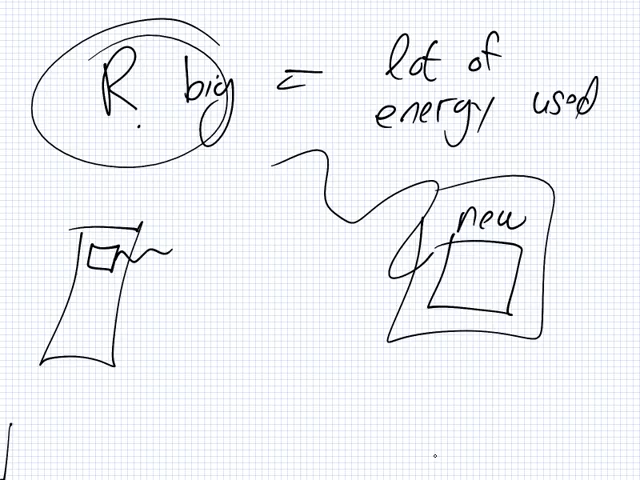 R big = lot of
energy used
new